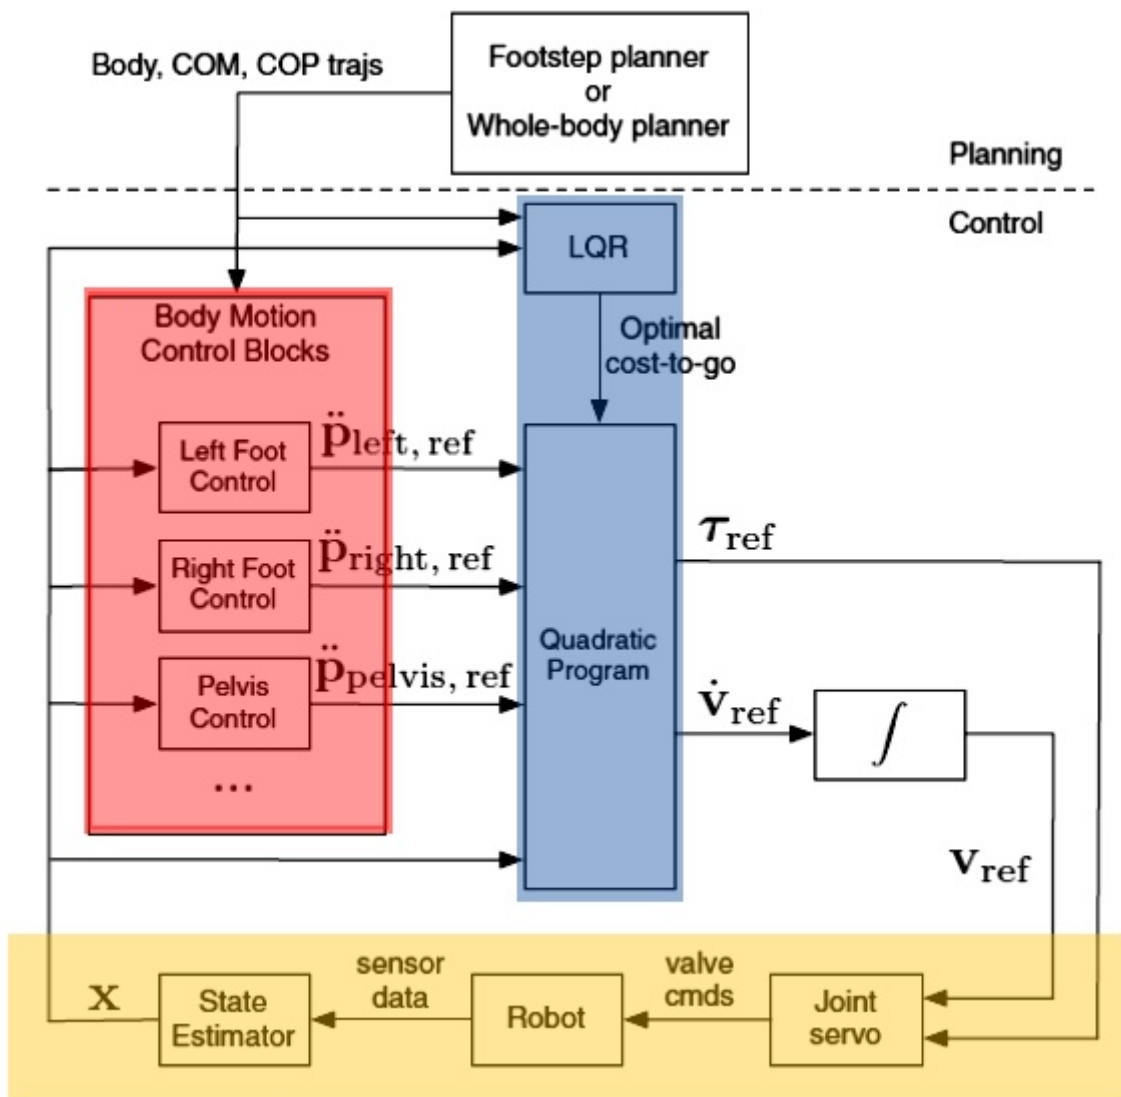 Body, COM, COP trajs
Footstep planner
or
Whole-body planner
Planning
Control
LQR
Optimal
cost-to-go
Body Motion
Control Blocks
Left Foot
Control
p̈left, ref
Right Foot
Control
p̈right, ref
Pelvis
Control
p̈pelvis, ref
...
Quadratic
Program
τref
v̇ref
∫
vref
x
State
Estimator
sensor
data
Robot
valve
cmds
Joint
servo